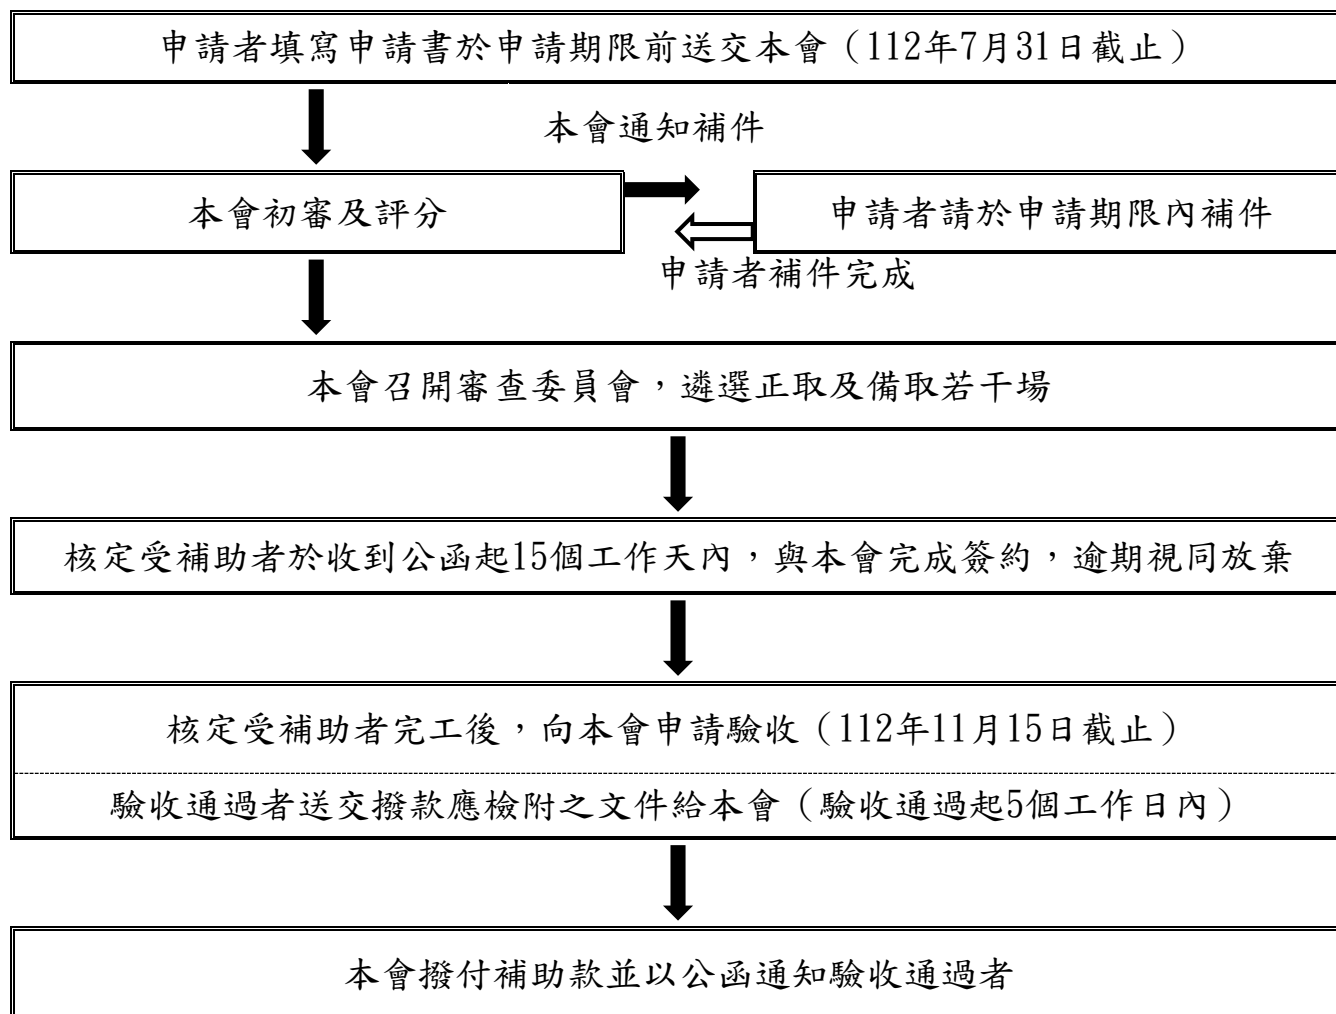 申請者填寫申請書於申請期限前送交本會（112年7月31日截止）
本會通知補件
本會初審及評分
申請者請於申請期限內補件
申請者補件完成
本會召開審查委員會，遴選正取及備取若干場
核定受補助者於收到公函起15個工作天內，與本會完成簽約，逾期視同放棄
核定受補助者完工後，向本會申請驗收（112年11月15日截止）
驗收通過者送交撥款應檢附之文件給本會（驗收通過起5個工作日內）
本會撥付補助款並以公函通知驗收通過者